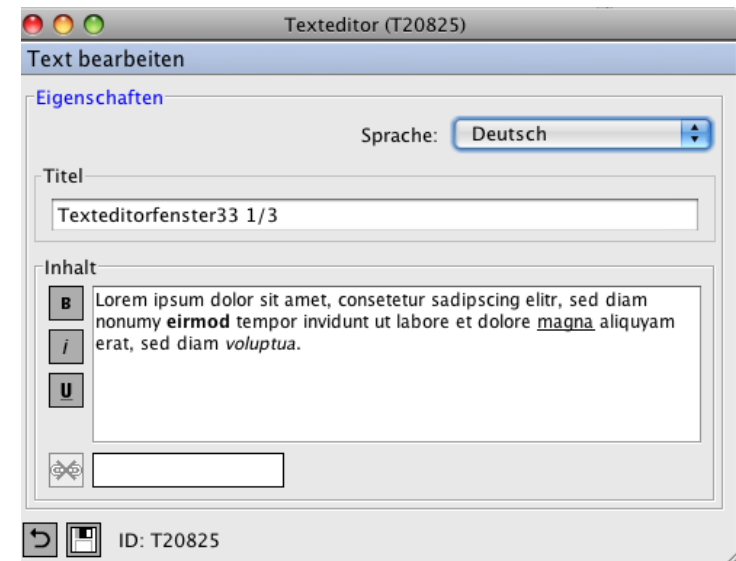 Texteditor (T20825)
Text bearbeiten
Eigenschaften
Sprache: Deutsch
Titel
Texteditorfenster33 1/3
Inhalt
B
Lorem ipsum dolor sit amet, consetetur sadipscing elitr, sed diam
nonumy eirmod tempor invidunt ut labore et dolore magna aliquyam
i
erat, sed diam voluptua.
U
ID: T20825